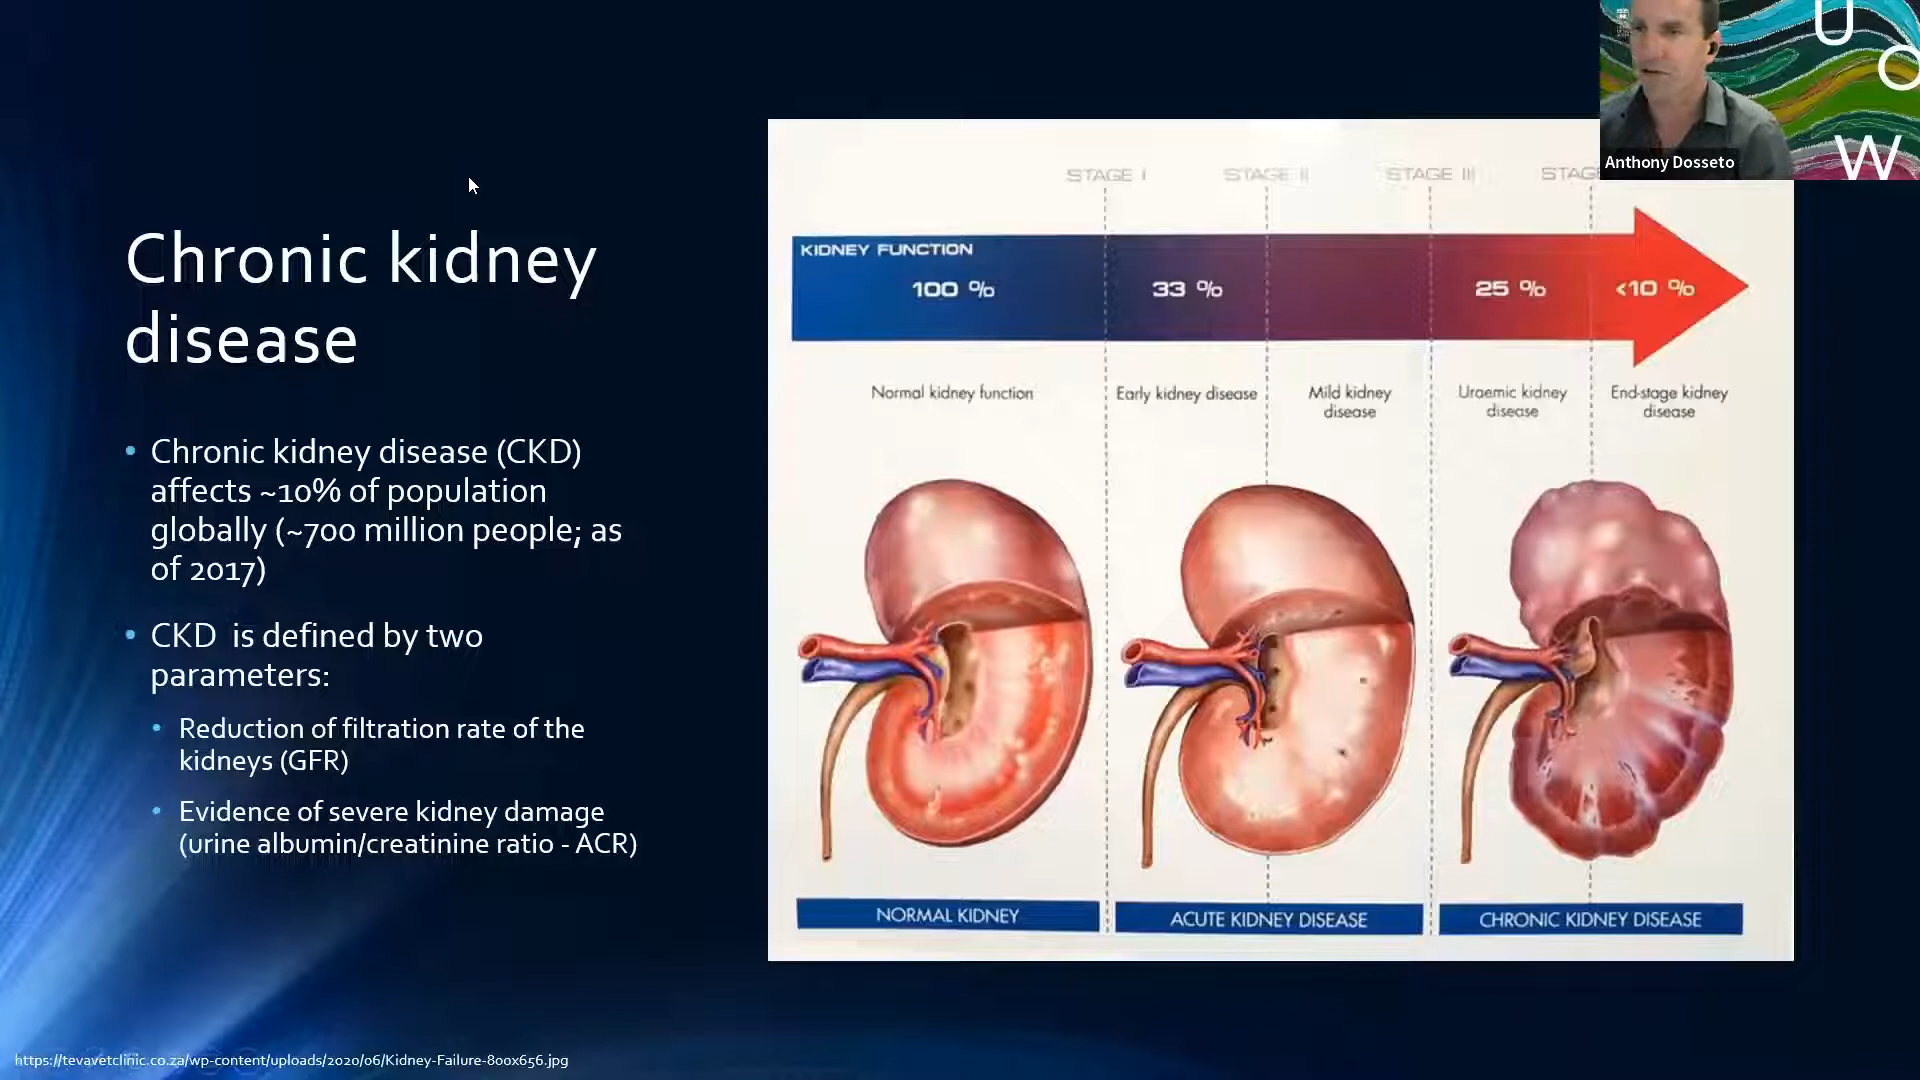 U
O
W
Anthony Dosseto
Chronic kidney
disease
• Chronic kidney disease (CKD)
affects ~10% of population
globally (~700 million people; as
of 2017)
• CKD is defined by two
parameters:
• Reduction of filtration rate of the
kidneys (GFR)
• Evidence of severe kidney damage
(urine albumin/creatinine ratio - ACR)
STAGE I STAGE II STAGE III STAG
KIDNEY FUNCTION
100 % 33 % 25 % <10 %
Normal kidney function
Early kidney disease
Mild kidney
disease
Uraemic kidney
disease
End-stage kidney
disease
NORMAL KIDNEY
ACUTE KIDNEY DISEASE
CHRONIC KIDNEY DISEASE
https://tevavetclinic.co.za/wp-content/uploads/2020/06/Kidney-Failure-800x656.jpg